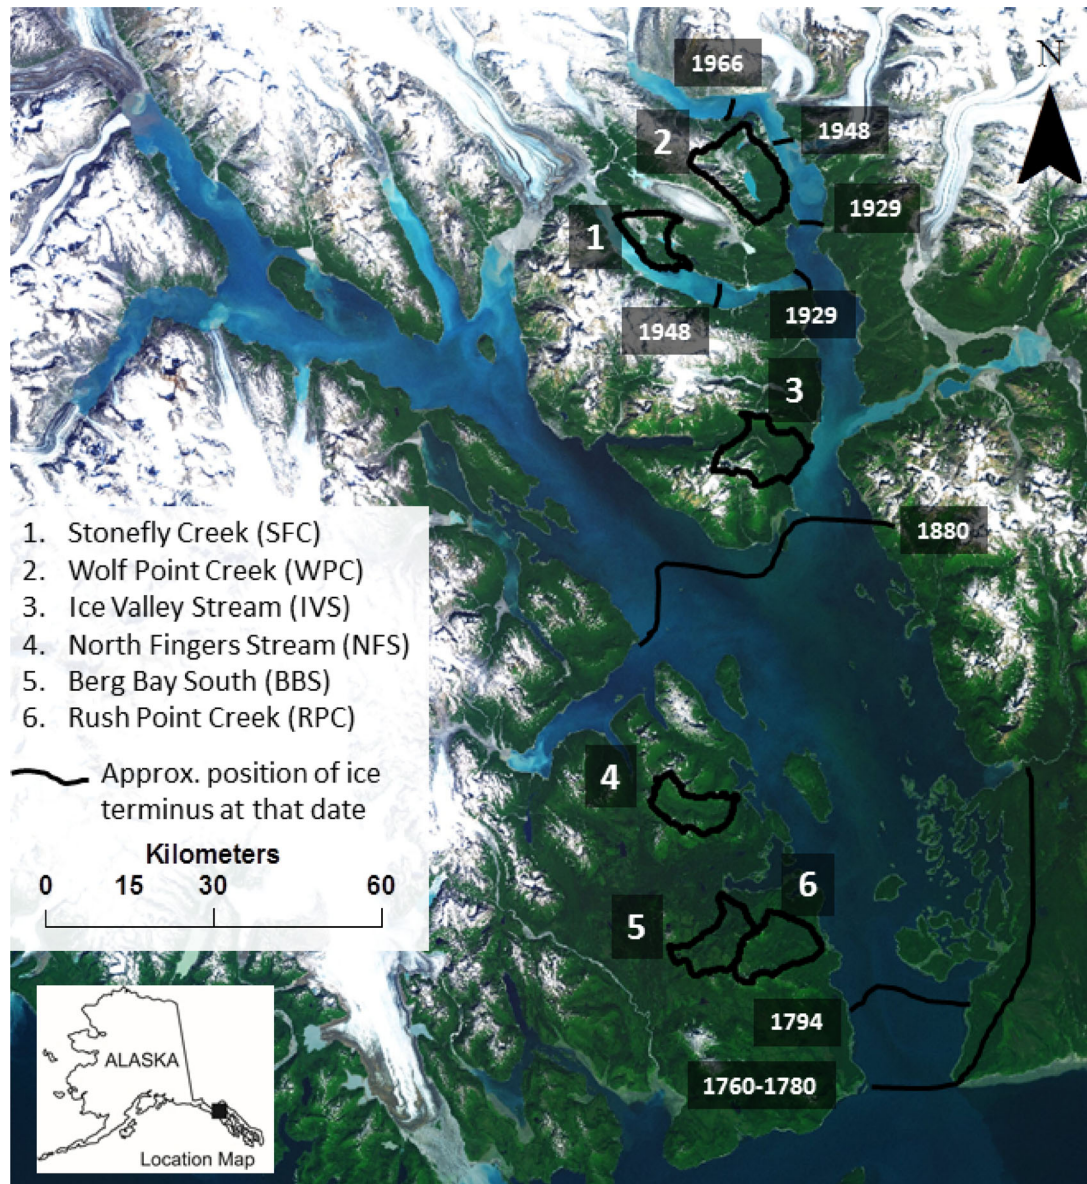 N
1966
2
1948
1929
1
1948
1929
3
1880
1. Stonefly Creek (SFC)
2. Wolf Point Creek (WPC)
3. Ice Valley Stream (IVS)
4. North Fingers Stream (NFS)
5. Berg Bay South (BBS)
6. Rush Point Creek (RPC)
Approx. position of ice
terminus at that date
Kilometers
0 15 30 60
4
6
5
1794
1760-1780
ALASKA
Location Map